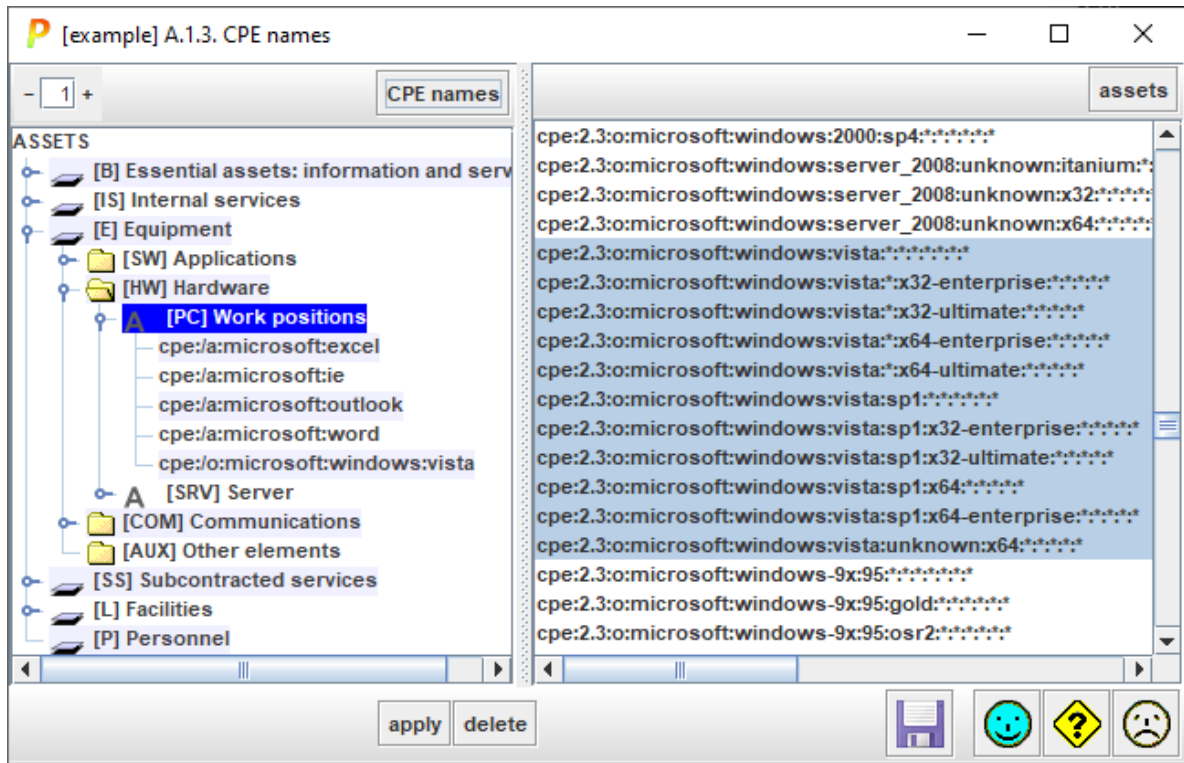 [example] A.1.3. CPE names
- 1 +
CPE names
assets
ASSETS
[B] Essential assets: information and serv
[IS] Internal services
[E] Equipment
[SW] Applications
[HW] Hardware
[PC] Work positions
cpe:/a:microsoft:excel
cpe:/a:microsoft:ie
cpe:/a:microsoft:outlook
cpe:/a:microsoft:word
cpe:/o:microsoft:windows:vista
[SRV] Server
[COM] Communications
[AUX] Other elements
[SS] Subcontracted services
[L] Facilities
[P] Personnel
cpe:2.3:o:microsoft:windows:2000:sp4:*:*:*:*:*:*
cpe:2.3:o:microsoft:windows:server_2008:unknown:itanium:*:
cpe:2.3:o:microsoft:windows:server_2008:unknown:x32:*:*:*:*:
cpe:2.3:o:microsoft:windows:server_2008:unknown:x64:*:*:*:*:
cpe:2.3:o:microsoft:windows:vista:*:*:*:*:*:*:*
cpe:2.3:o:microsoft:windows:vista:*:x32-enterprise:*:*:*:*:*
cpe:2.3:o:microsoft:windows:vista:*:x32-ultimate:*:*:*:*:*
cpe:2.3:o:microsoft:windows:vista:*:x64-enterprise:*:*:*:*:*
cpe:2.3:o:microsoft:windows:vista:*:x64-ultimate:*:*:*:*:*
cpe:2.3:o:microsoft:windows:vista:sp1:*:*:*:*:*:*
cpe:2.3:o:microsoft:windows:vista:sp1:x32-enterprise:*:*:*:*:*
cpe:2.3:o:microsoft:windows:vista:sp1:x32-ultimate:*:*:*:*:*
cpe:2.3:o:microsoft:windows:vista:sp1:x64:*:*:*:*:*
cpe:2.3:o:microsoft:windows:vista:sp1:x64-enterprise:*:*:*:*:*
cpe:2.3:o:microsoft:windows:vista:unknown:x64:*:*:*:*:*
cpe:2.3:o:microsoft:windows-9x:95:*:*:*:*:*:*:*
cpe:2.3:o:microsoft:windows-9x:95:gold:*:*:*:*:*:*
cpe:2.3:o:microsoft:windows-9x:95:osr2:*:*:*:*:*:*
apply
delete